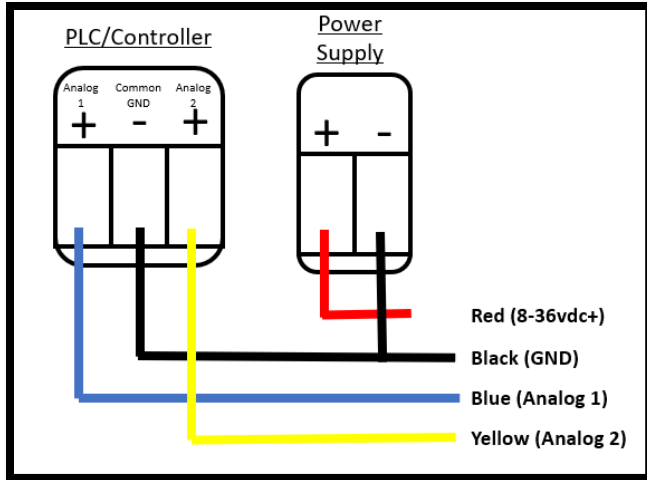 PLC/Controller
Power
Supply
Analog
1
Common
GND
Analog
2
+
-
+
+
-
Red (8-36vdc+)
Black (GND)
Blue (Analog 1)
Yellow (Analog 2)